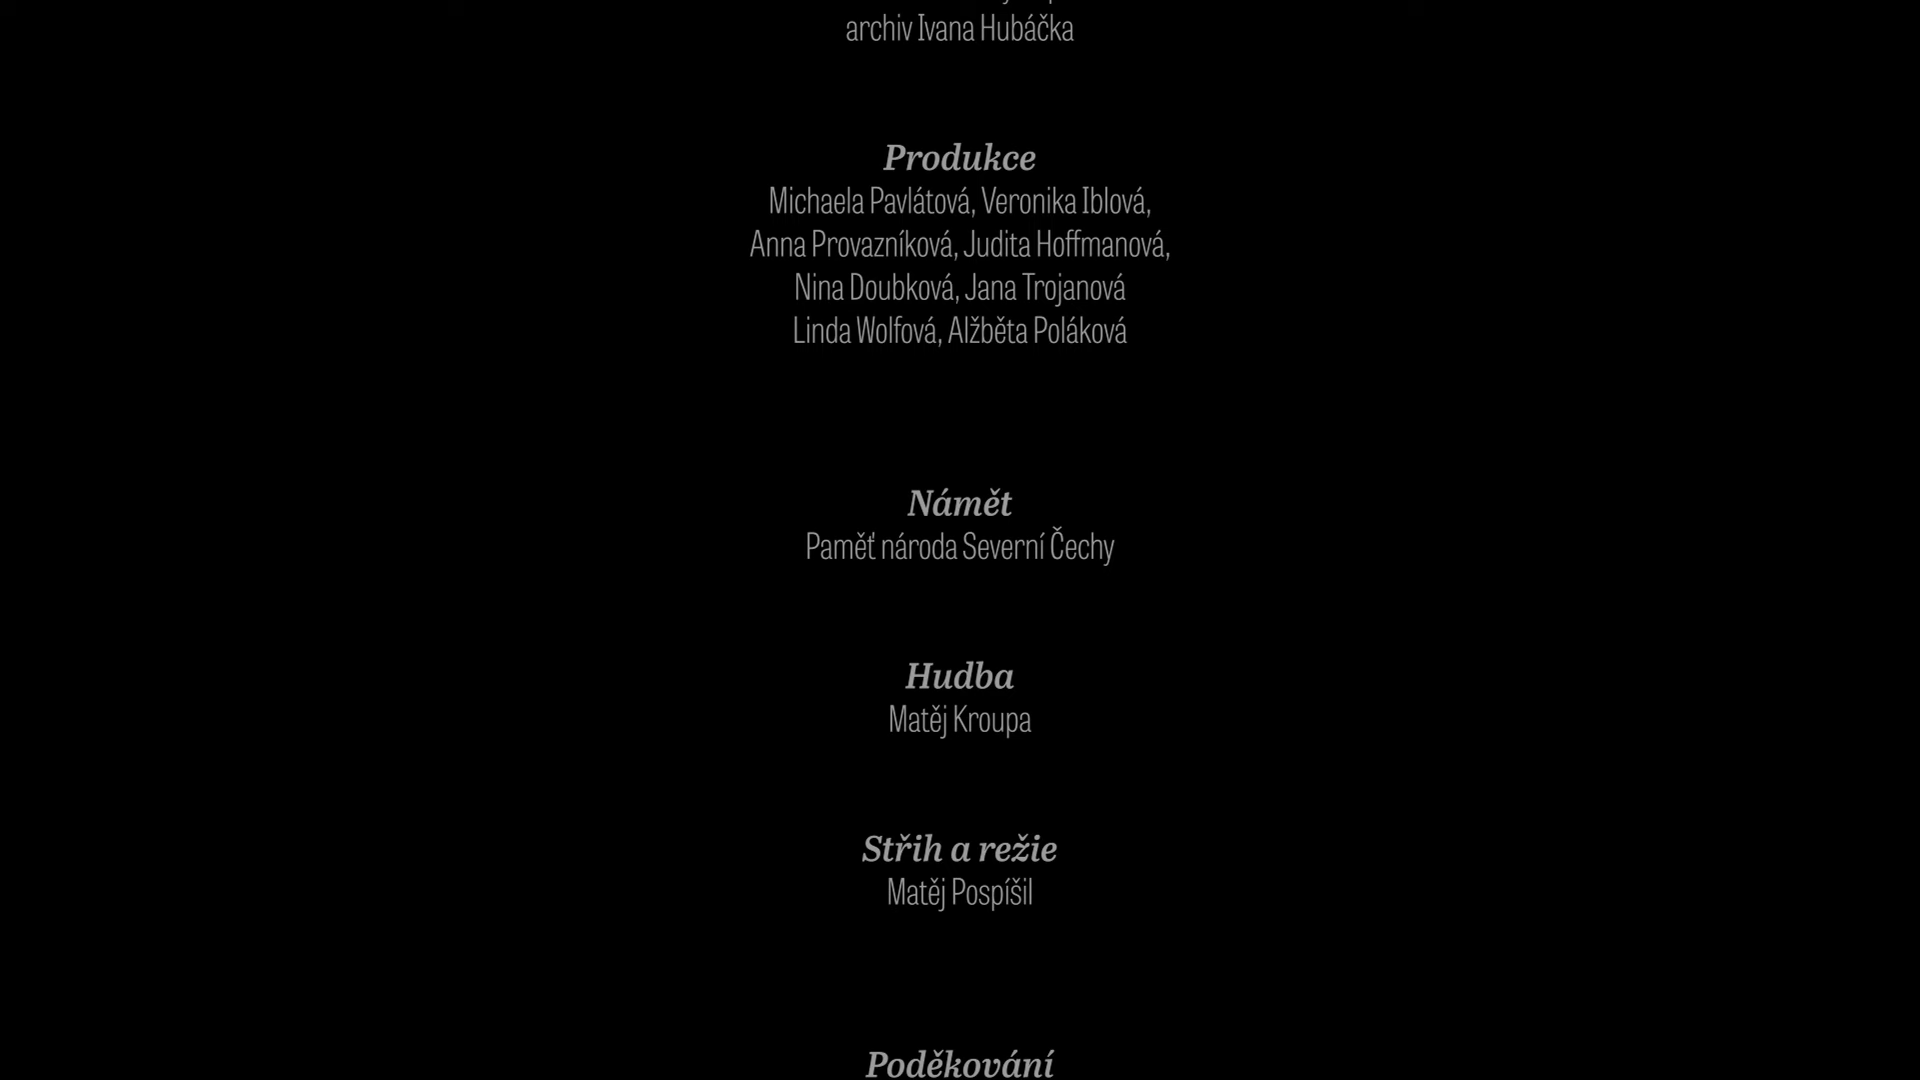 archiv Ivana Hubáčka
Produkce
Michaela Pavlátová, Veronika Iblová,
Anna Provazníková, Judita Hoffmanová,
Nina Doubková, Jana Trojanová
Linda Wolfová, Alžběta Poláková
Námět
Paměť národa Severní Čechy
Hudba
Matěj Kroupa
Střih a režie
Matěj Pospíšil
Poděkování